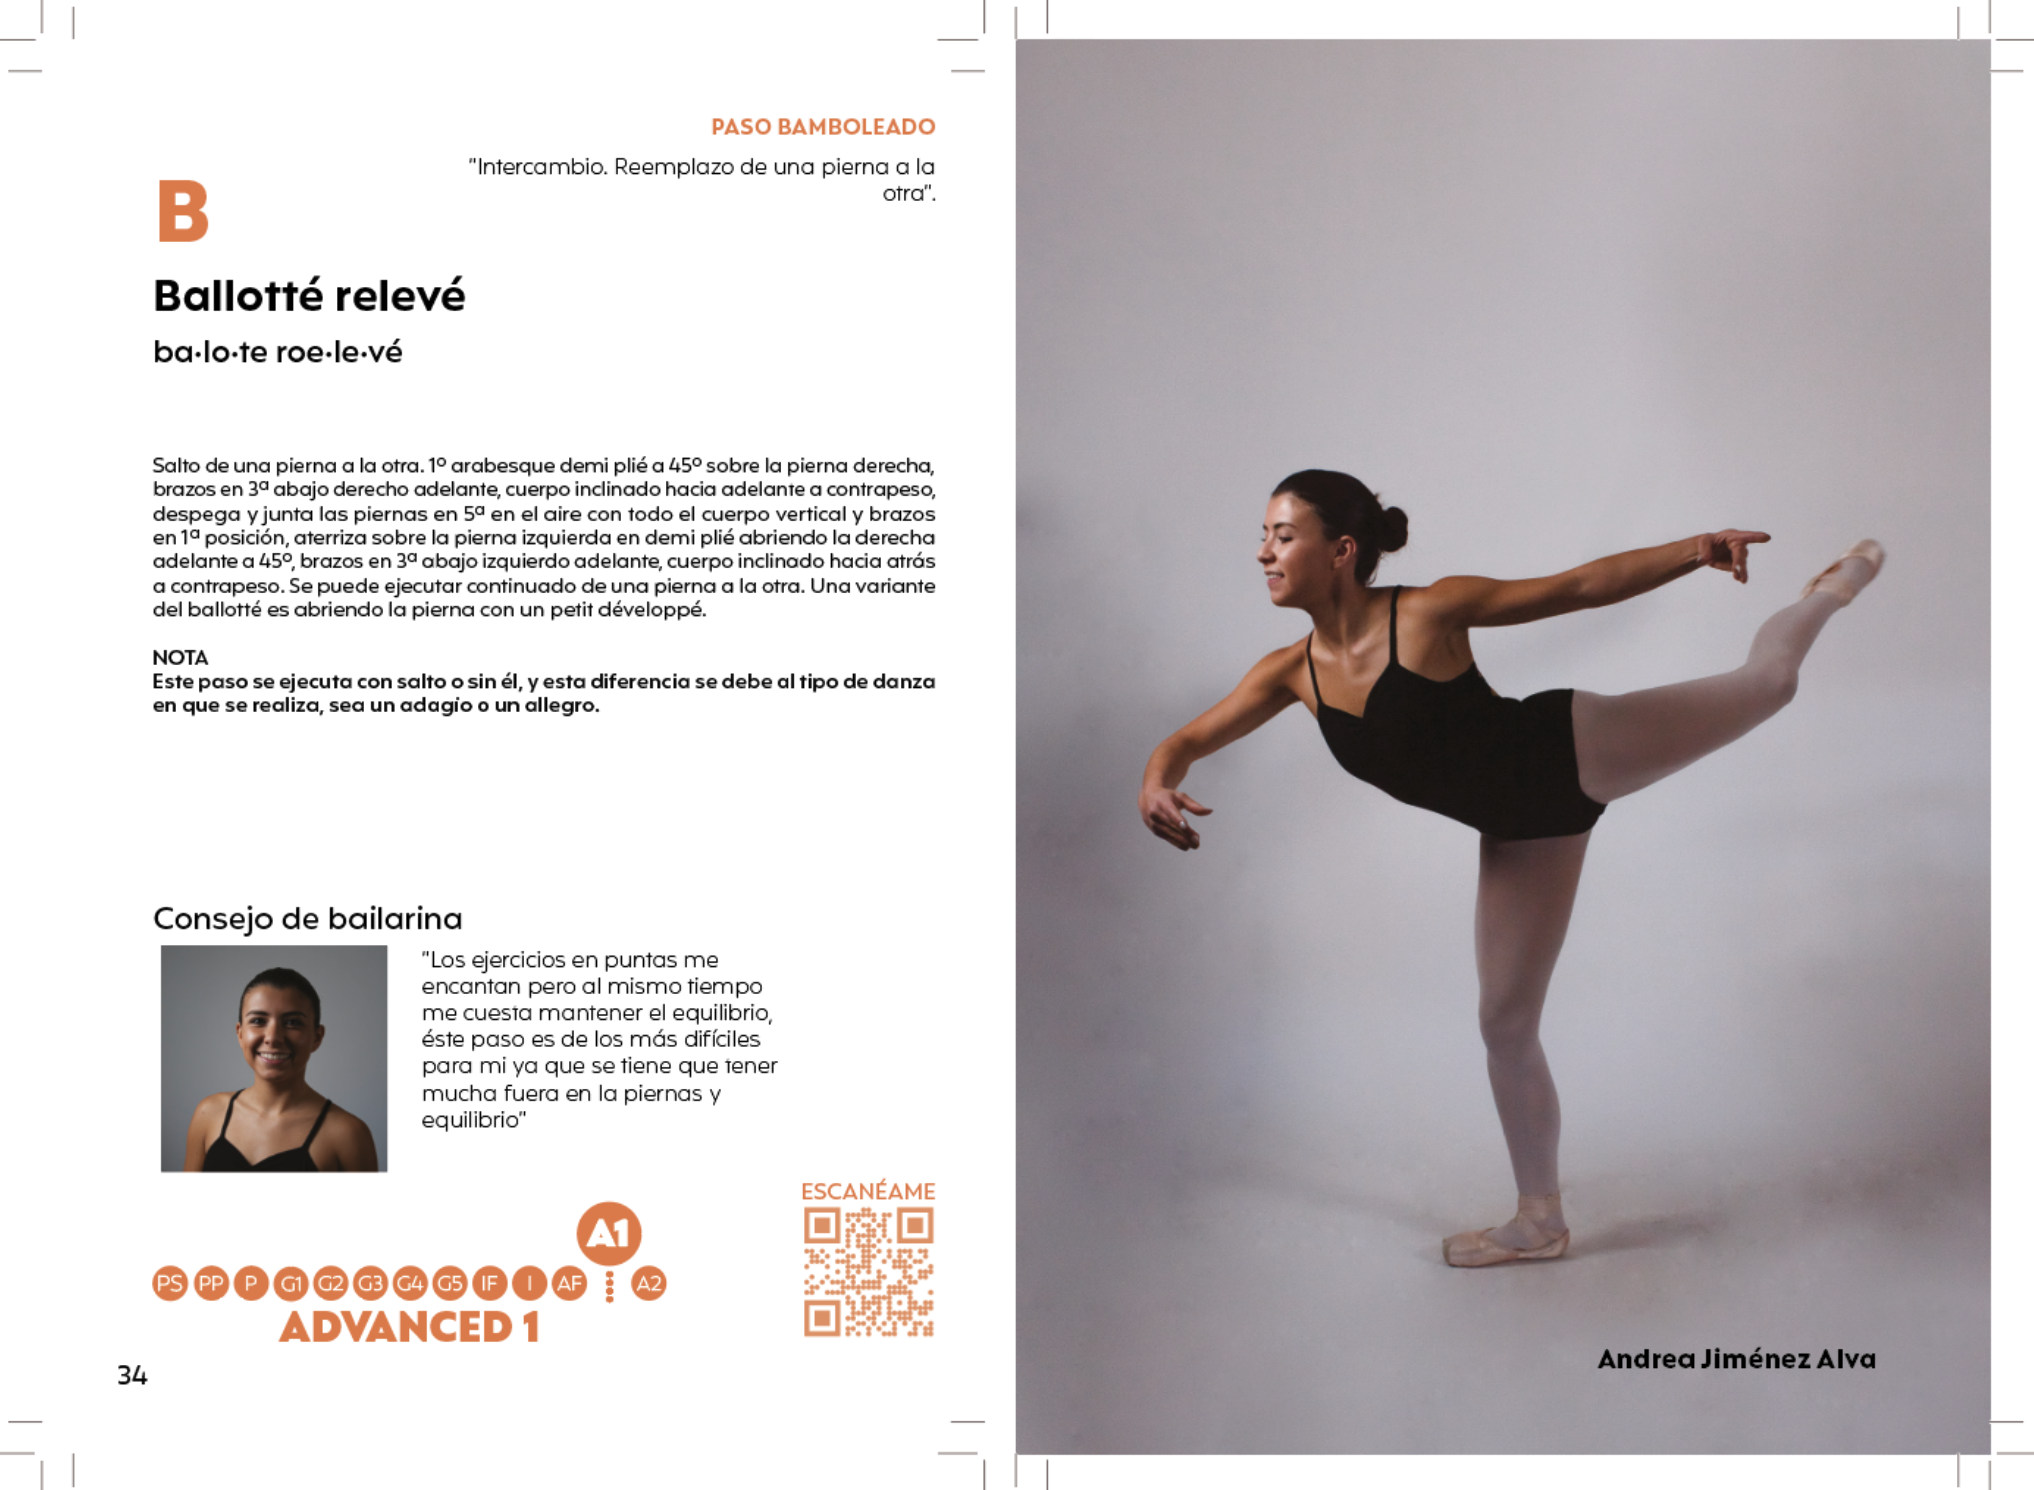 PASO BAMBOLEADO
"Intercambio. Reemplazo de una pierna a la
otra".
B
Ballotté relevé
ba·lo·te roe·le·vé
Salto de una pierna a la otra. 1º arabesque demi plié a 45º sobre la pierna derecha,
brazos en 3ª abajo derecho adelante, cuerpo inclinado hacia adelante a contrapeso,
despega y junta las piernas en 5ª en el aire con todo el cuerpo vertical y brazos
en 1ª posición, aterriza sobre la pierna izquierda en demi plié abriendo la derecha
adelante a 45º, brazos en 3ª abajo izquierdo adelante, cuerpo inclinado hacia atrás
a contrapeso. Se puede ejecutar continuado de una pierna a la otra. Una variante
del ballotté es abriendo la pierna con un petit développé.
NOTA
Este paso se ejecuta con salto o sin él, y esta diferencia se debe al tipo de danza
en que se realiza, sea un adagio o un allegro.
Consejo de bailarina
"Los ejercicios en puntas me
encantan pero al mismo tiempo
me cuesta mantener el equilibrio,
éste paso es de los más difíciles
para mi ya que se tiene que tener
mucha fuera en la piernas y
equilibrio"
ESCANÉAME
A1
PS PP P G1 G2 G3 G4 G5 IF I AF A2
ADVANCED 1
34
Andrea Jiménez Alva